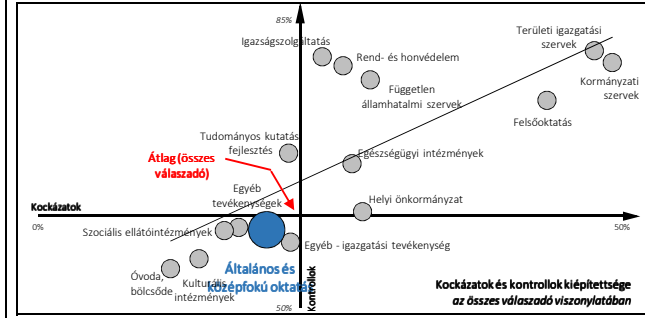 85%
Igazságszolgáltatás
Rend- és honvédelem
Független
államhatalmi szervek
Területi igazgatási
szervek
Kormányzati
szervek
Felsőoktatás
Tudományos kutatás
fejlesztés
Átlag (összes
válaszadó)
Egészségügyi intézmények
Egyéb
tevékenységek
Helyi önkormányzat
Kockázatok
0%
50%
Szociális ellátóintézmények
Egyéb - igazgatási tevékenység
Általános és
középfokú oktatás
Óvoda,
bölcsőde
Kulturális
intézmények
Kontrollok
50%
Kockázatok és kontrollok kiépítettsége
az összes válaszadó viszonylatában